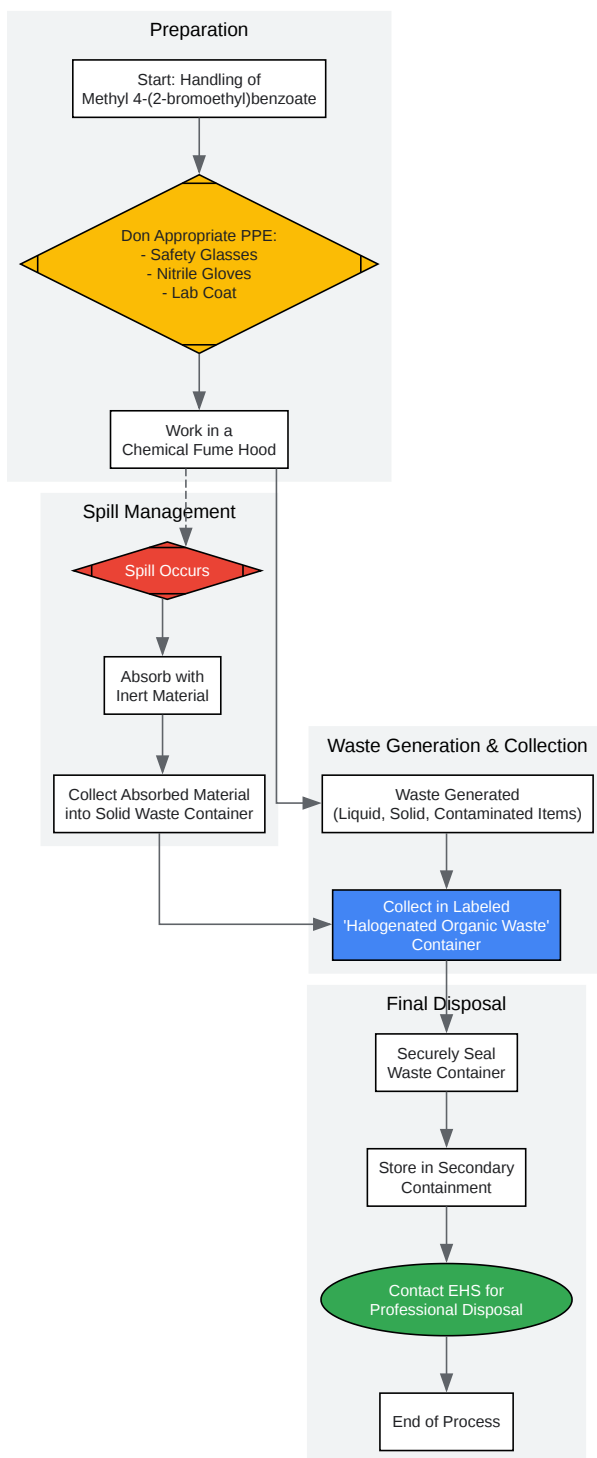 Preparation
Start: Handling of
Methyl 4-(2-bromoethyl)benzoate
Don Appropriate PPE:
- Safety Glasses
- Nitrile Gloves
- Lab Coat
Work in a
Chemical Fume Hood
Spill Management
Spill Occurs
Absorb with
Inert Material
Collect Absorbed Material
into Solid Waste Container
Waste Generation & Collection
Waste Generated
(Liquid, Solid, Contaminated Items)
Collect in Labeled
'Halogenated Organic Waste'
Container
Final Disposal
Securely Seal
Waste Container
Store in Secondary
Containment
Contact EHS for
Professional Disposal
End of Process